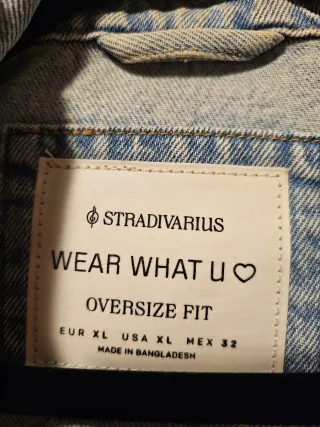 STRADIVARIUS
WEAR WHAT U ♡
OVERSIZE FIT
EUR XL USA XL MEX 32
MADE IN BANGLADESH